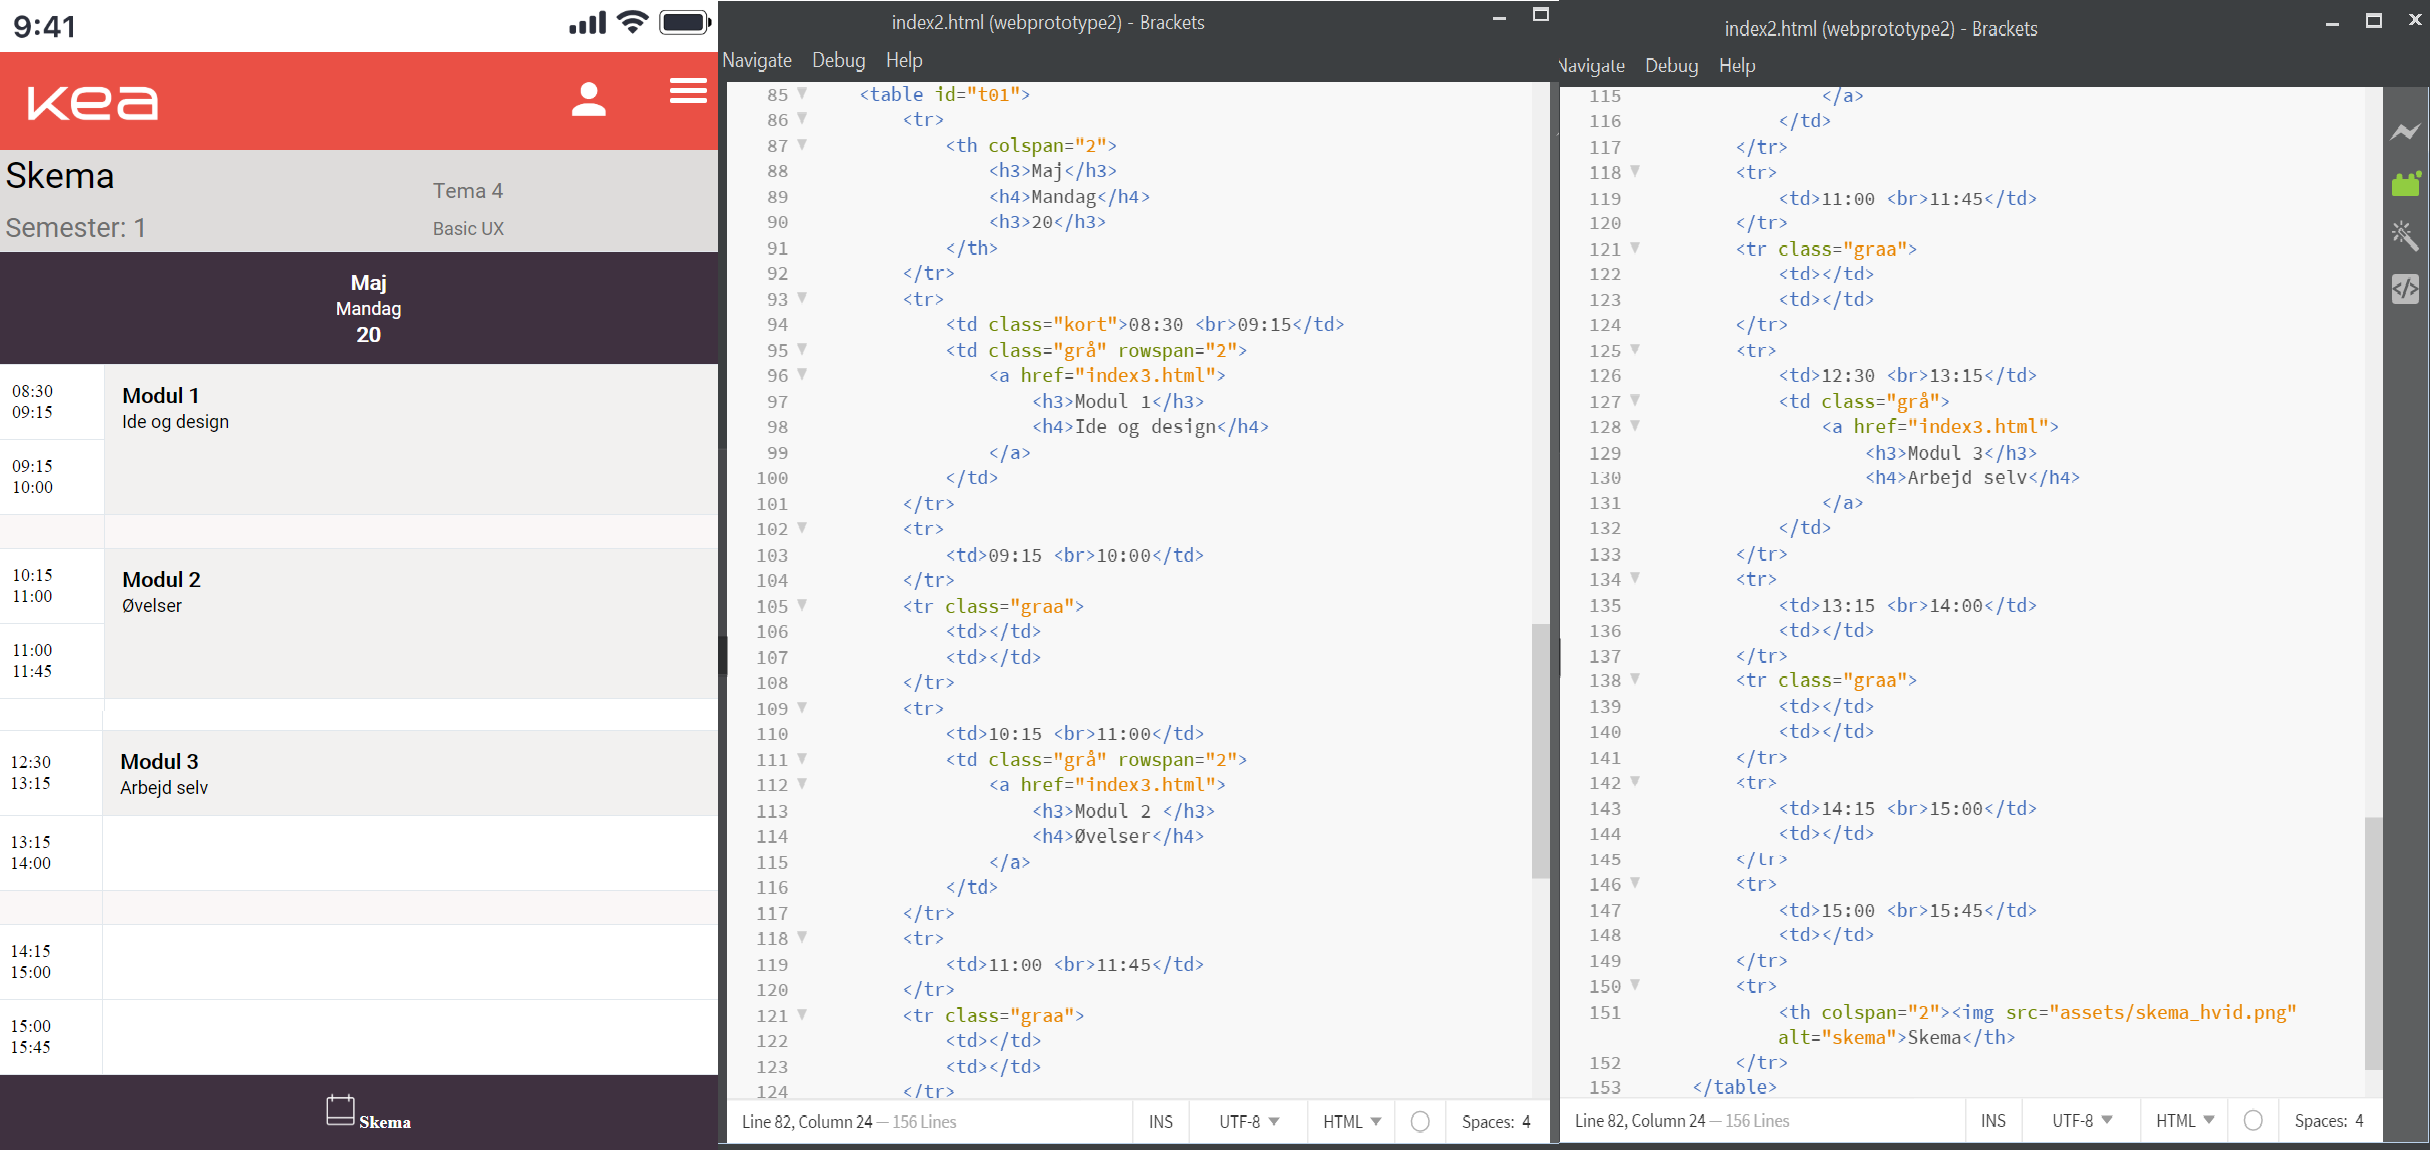 9:41
kea
Skema
Tema 4
Semester: 1
Basic UX
Maj
Mandag
20
08:30
09:15
Modul 1
Ide og design
09:15
10:00
10:15
11:00
Modul 2
Øvelser
11:00
11:45
12:30
13:15
Modul 3
Arbejd selv
13:15
14:00
14:15
15:00
15:00
15:45
Skema
index2.html (webprototype2) - Brackets
Navigate Debug Help
85 <table id="t01">
86 <tr>
87 <th colspan="2">
88 <h3>Maj</h3>
89 <h4>Mandag</h4>
90 <h3>20</h3>
91 </th>
92 </tr>
93 <tr>
94 <td class="kort">08:30 <br>09:15</td>
95 <td class="grå" rowspan="2">
96 <a href="index3.html">
97 <h3>Modul 1</h3>
98 <h4>Ide og design</h4>
99 </a>
100 </td>
101 </tr>
102 <tr>
103 <td>09:15 <br>10:00</td>
104 </tr>
105 <tr class="graa">
106 <td></td>
107 <td></td>
108 </tr>
109 <tr>
110 <td>10:15 <br>11:00</td>
111 <td class="grå" rowspan="2">
112 <a href="index3.html">
113 <h3>Modul 2 </h3>
114 <h4>Øvelser</h4>
115 </a>
116 </td>
117 </tr>
118 <tr>
119 <td>11:00 <br>11:45</td>
120 </tr>
121 <tr class="graa">
122 <td></td>
123 <td></td>
124 </tr>
Line 82, Column 24 — 156 Lines INS UTF-8 HTML Spaces: 4
index2.html (webprototype2) - Brackets
Navigate Debug Help
115 </a>
116 </td>
117 </tr>
118 <tr>
119 <td>11:00 <br>11:45</td>
120 </tr>
121 <tr class="graa">
122 <td></td>
123 <td></td>
124 </tr>
125 <tr>
126 <td>12:30 <br>13:15</td>
127 <td class="grå">
128 <a href="index3.html">
129 <h3>Modul 3</h3>
130 <h4>Arbejd selv</h4>
131 </a>
132 </td>
133 </tr>
134 <tr>
135 <td>13:15 <br>14:00</td>
136 <td></td>
137 </tr>
138 <tr class="graa">
139 <td></td>
140 <td></td>
141 </tr>
142 <tr>
143 <td>14:15 <br>15:00</td>
144 <td></td>
145 </tr>
146 <tr>
147 <td>15:00 <br>15:45</td>
148 <td></td>
149 </tr>
150 <tr>
151 <th colspan="2"><img src="assets/skema_hvid.png"
alt="skema">Skema</th>
152 </tr>
153 </table>
Line 82, Column 24 — 156 Lines INS UTF-8 HTML Spaces: 4